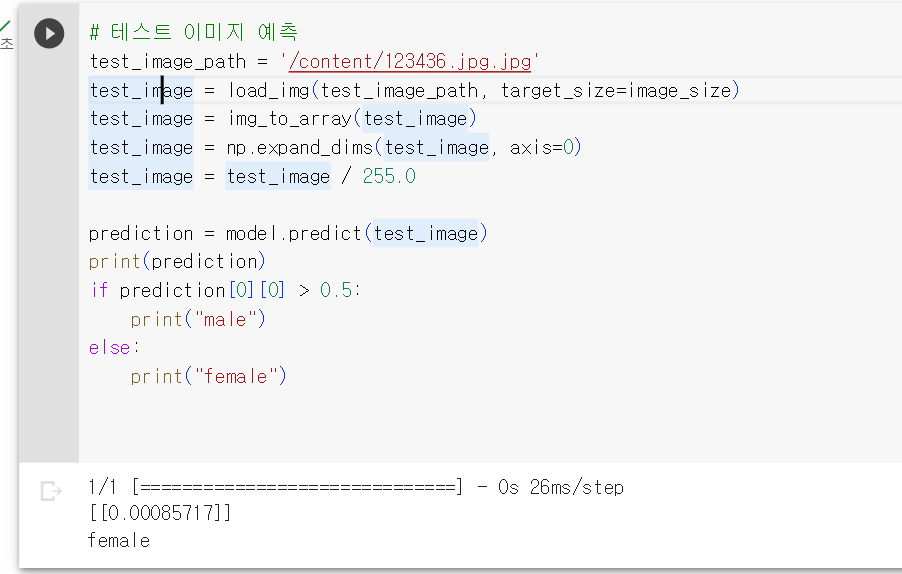 초
# 테스트 이미지 예측
test_image_path = '/content/123436.jpg.jpg'
test_image = load_img(test_image_path, target_size=image_size)
test_image = img_to_array(test_image)
test_image = np.expand_dims(test_image, axis=0)
test_image = test_image / 255.0
prediction = model.predict(test_image)
print(prediction)
if prediction[0][0] > 0.5:
    print("male")
else:
    print("female")
1/1 [==============================] - 0s 26ms/step
[[0.00085717]]
female